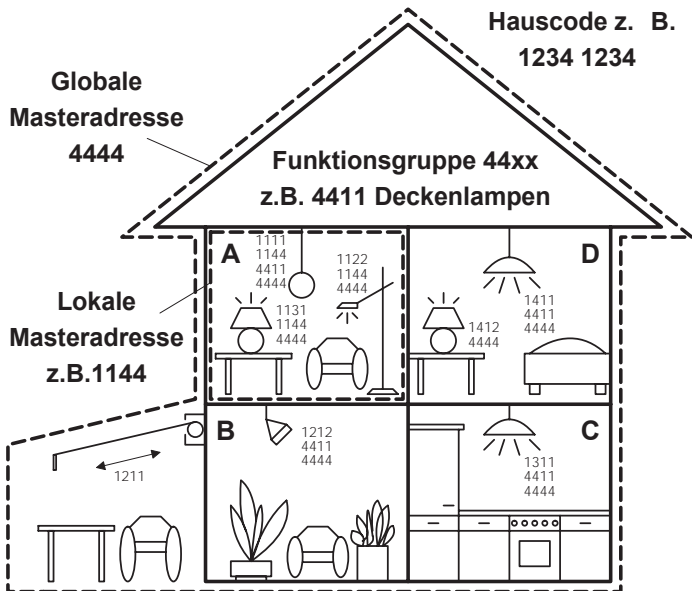 Hauscode z. B.
1234 1234
Globale
Masteradresse
4444
Funktionsgruppe 44xx
z.B. 4411 Deckenlampen
A
1111
1144
4411
4444
1122
1144
4444
1131
1144
4444
D
1411
4411
4444
1412
4444
Lokale
Masteradresse
z.B.1144
B
1212
4411
4444
C
1311
4411
4444
1211